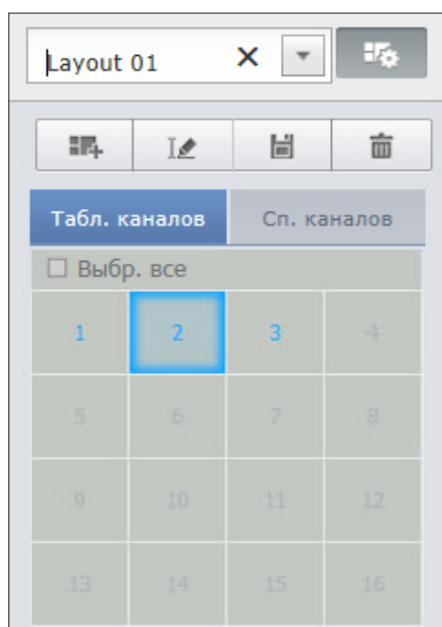 Layout 01
Табл. каналов Сп. каналов
Выбр. все
1 2 3 4
5 6 7 8
9 10 11 12
13 14 15 16